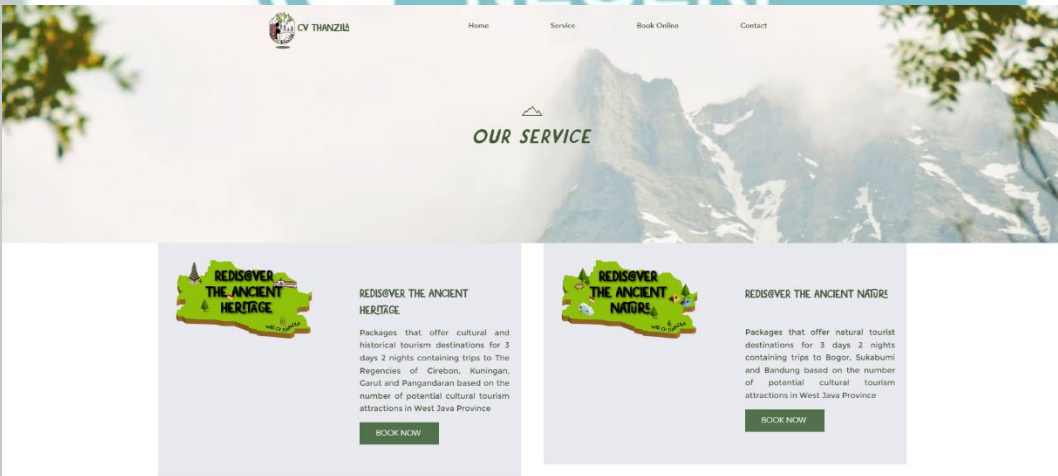 CV THANZILA
Home
Service
Book Online
Contact
OUR SERVICE
REDISCOVER
THE ANCIENT
HERITAGE
REDISCOVER THE ANCIENT
HERITAGE
Packages that offer cultural and
historical tourism destinations for 3
days 2 nights containing trips to The
Regencies of Cirebon, Kuningan,
Garut and Pangandaran based on the
number of potential cultural tourism
attractions in West Java Province
BOOK NOW
REDISCOVER
THE ANCIENT
NATURE
REDISCOVER THE ANCIENT NATURE
Packages that offer natural tourist
destinations for 3 days 2 nights
containing trips to Bogor, Sukabumi
and Bandung based on the number
of potential cultural tourism
attractions in West Java Province
BOOK NOW